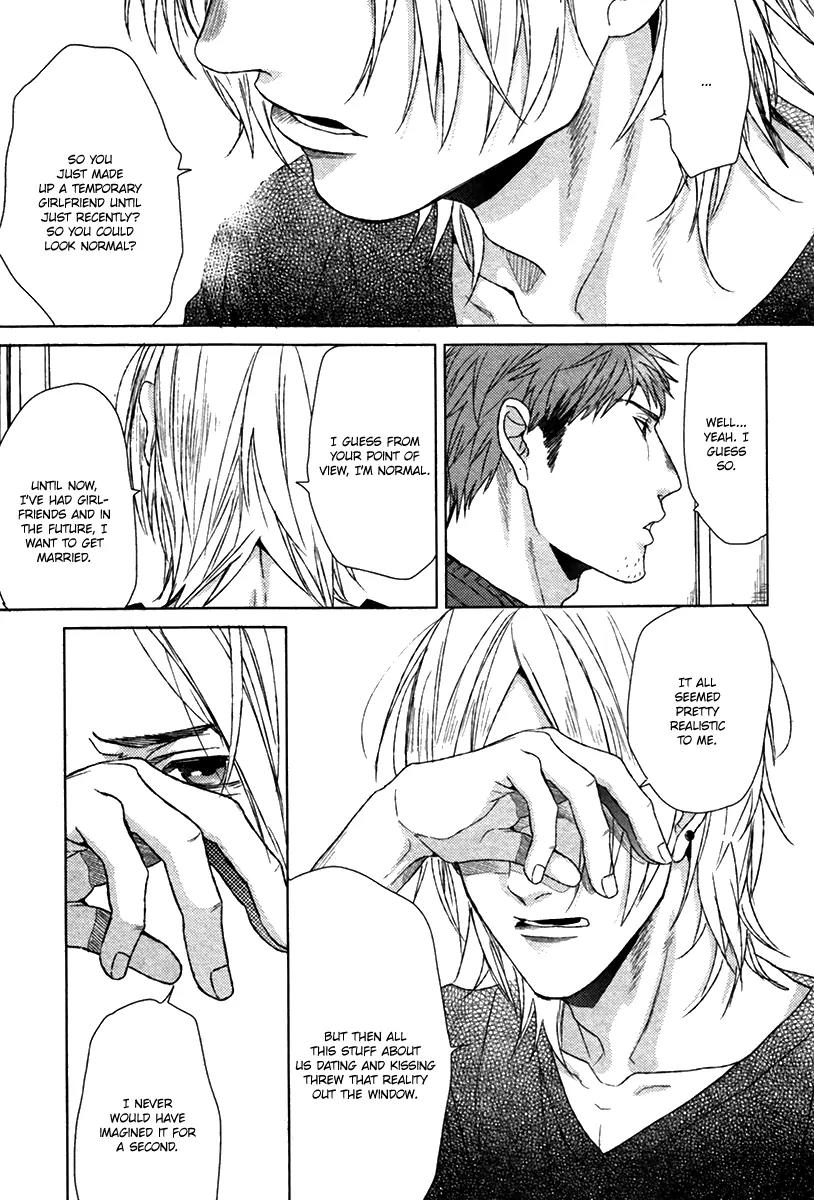 ...
SO YOU
JUST MADE
UP A TEMPORARY
GIRLFRIEND UNTIL
JUST RECENTLY?
SO YOU COULD
LOOK NORMAL?
WELL...
YEAH. I
GUESS
SO.
I GUESS FROM
YOUR POINT OF
VIEW, I'M NORMAL.
UNTIL NOW,
I'VE HAD GIRL-
FRIENDS AND IN
THE FUTURE, I
WANT TO GET
MARRIED.
IT ALL
SEEMED
PRETTY
REALISTIC
TO ME.
BUT THEN ALL
THIS STUFF ABOUT
US DATING AND KISSING
THREW THAT REALITY
OUT THE WINDOW.
I NEVER
WOULD HAVE
IMAGINED IT FOR
A SECOND.